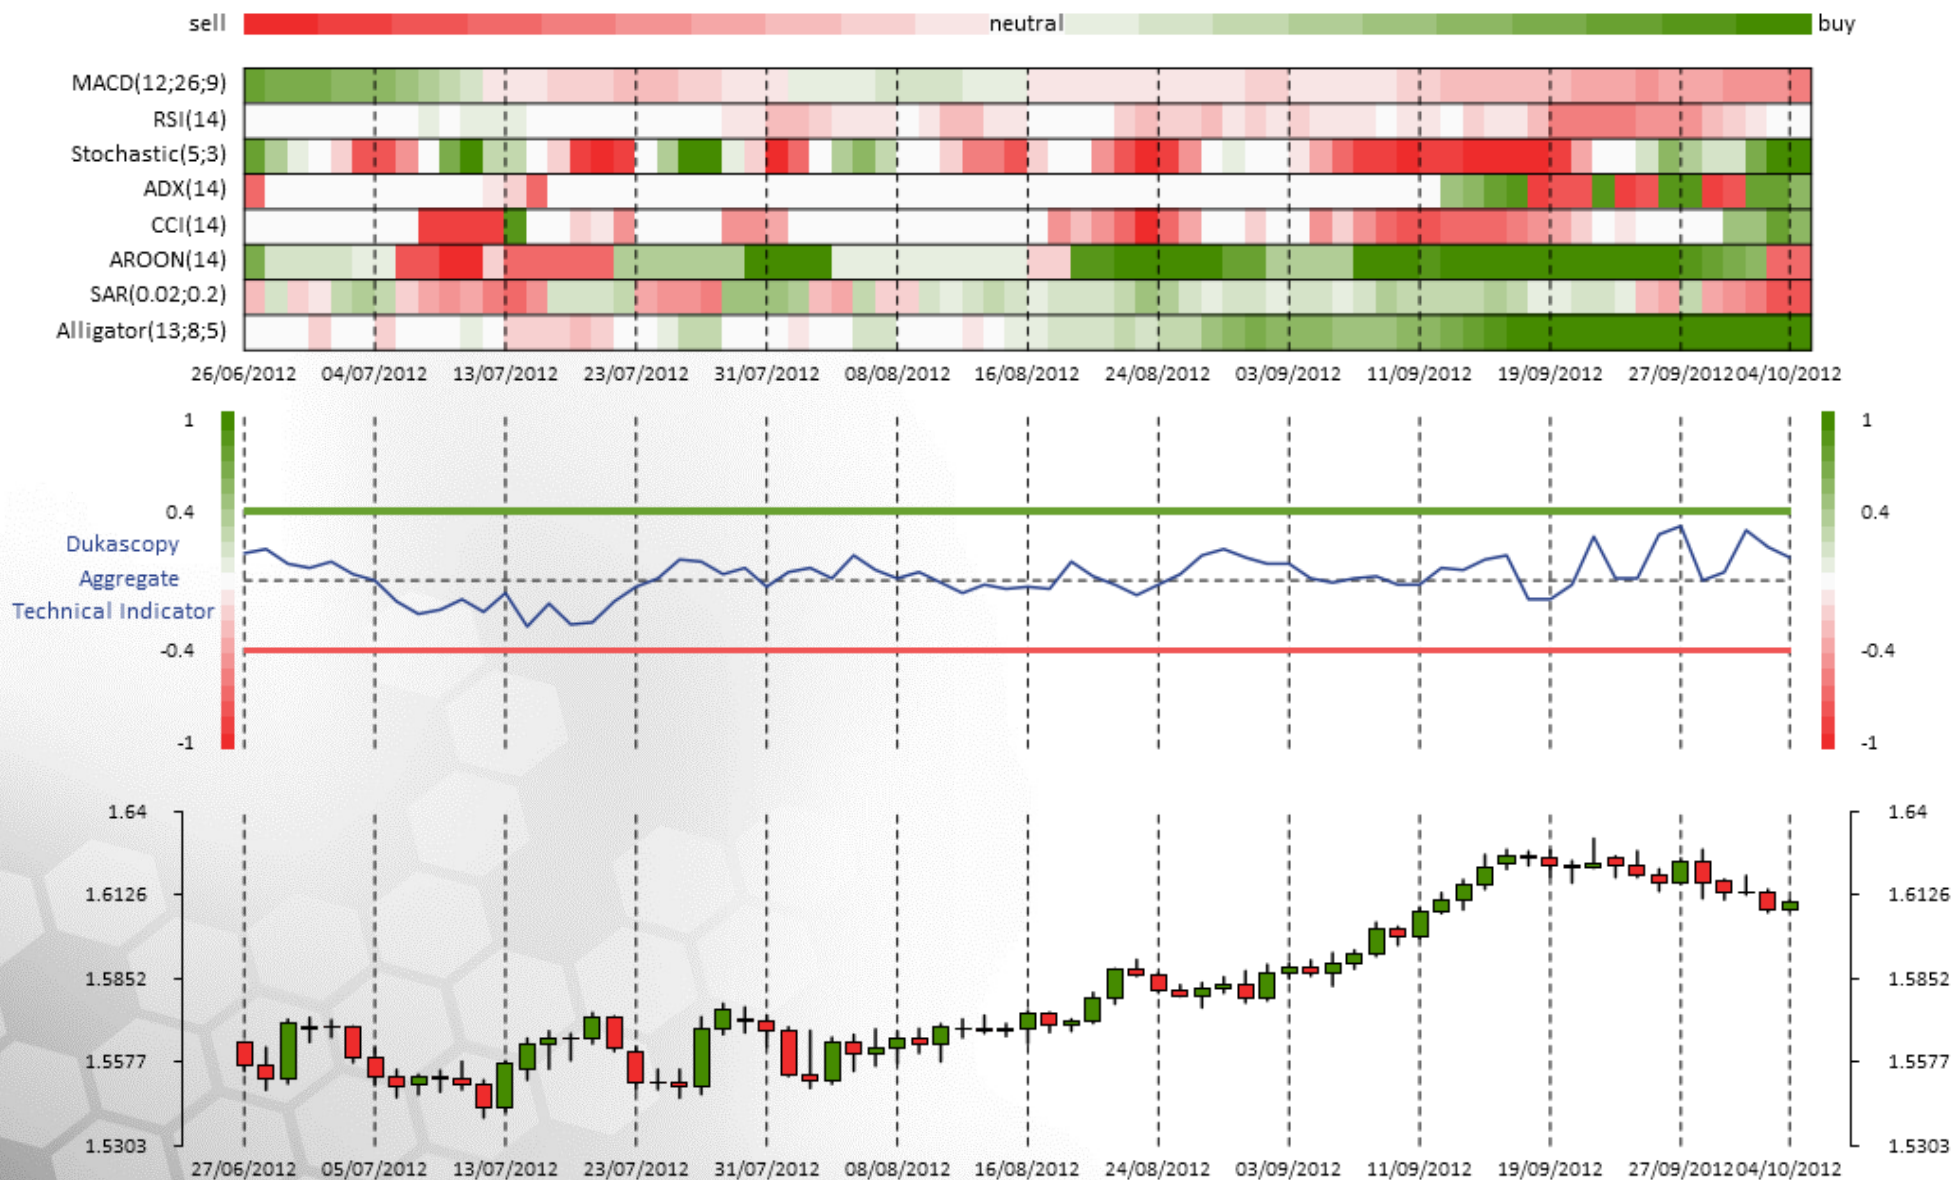 sell neutral buy
MACD(12;26;9)
RSI(14)
Stochastic(5;3)
ADX(14)
CCI(14)
AROON(14)
SAR(0.02;0.2)
Alligator(13;8;5)
26/06/2012 04/07/2012 13/07/2012 23/07/2012 31/07/2012 08/08/2012 16/08/2012 24/08/2012 03/09/2012 11/09/2012 19/09/2012 27/09/2012 04/10/2012
1 1
0.4 0.4
Dukascopy
Aggregate
Technical Indicator
-0.4 -0.4
-1 -1
1.64 1.64
1.6126 1.6126
1.5852 1.5852
1.5577 1.5577
1.5303 1.5303
27/06/2012 05/07/2012 13/07/2012 23/07/2012 31/07/2012 08/08/2012 16/08/2012 24/08/2012 03/09/2012 11/09/2012 19/09/2012 27/09/2012 04/10/2012